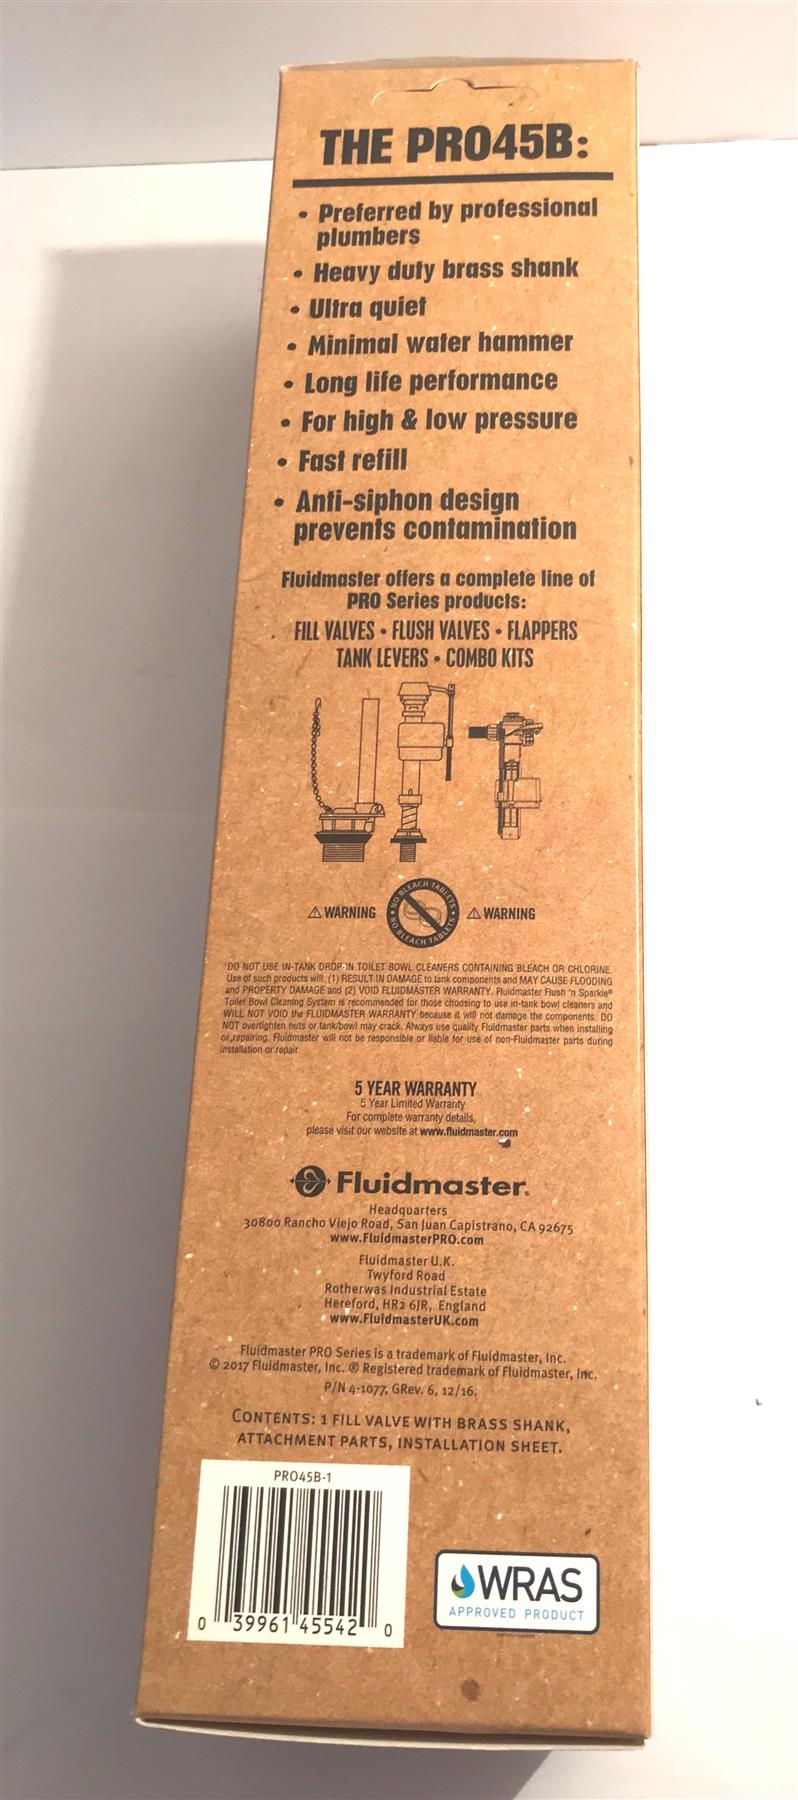 THE PRO45B:
• Preferred by professional
plumbers
• Heavy duty brass shank
• Ultra quiet
• Minimal water hammer
• Long life performance
• For high & low pressure
• Fast refill
• Anti-siphon design
prevents contamination
Fluidmaster offers a complete line of
PRO Series products:
FILL VALVES • FLUSH VALVES • FLAPPERS
TANK LEVERS • COMBO KITS
⚠ WARNING
NO BLEACH TABLETS • NO BLEACH TABLETS •
⚠ WARNING
DO NOT USE IN-TANK DROP-IN TOILET BOWL CLEANERS CONTAINING BLEACH OR CHLORINE.
Use of such products will: (1) RESULT IN DAMAGE to tank components and MAY CAUSE FLOODING
and PROPERTY DAMAGE and (2) VOID FLUIDMASTER WARRANTY. Fluidmaster Flush 'n Sparkle®
Toilet Bowl Cleaning System is recommended for those choosing to use in-tank bowl cleaners and
WILL NOT VOID the FLUIDMASTER WARRANTY because it will not damage the components. DO
NOT overtighten nuts or tank/bowl may crack. Always use quality Fluidmaster parts when installing
or repairing. Fluidmaster will not be responsible or liable for use of non-Fluidmaster parts during
installation or repair.
5 YEAR WARRANTY
5 Year Limited Warranty
For complete warranty details,
please visit our website at www.fluidmaster.com
Fluidmaster®
Headquarters
30800 Rancho Viejo Road, San Juan Capistrano, CA 92675
www.FluidmasterPRO.com
Fluidmaster U.K.
Twyford Road
Rotherwas Industrial Estate
Hereford, HR2 6JR, England
www.FluidmasterUK.com
Fluidmaster PRO Series is a trademark of Fluidmaster, Inc.
© 2017 Fluidmaster, Inc. ® Registered trademark of Fluidmaster, Inc.
P/N 4-1077, GRev. 6, 12/16.
CONTENTS: 1 FILL VALVE WITH BRASS SHANK,
ATTACHMENT PARTS, INSTALLATION SHEET.
PRO45B-1
0 39961 45542 0
WRAS
APPROVED PRODUCT